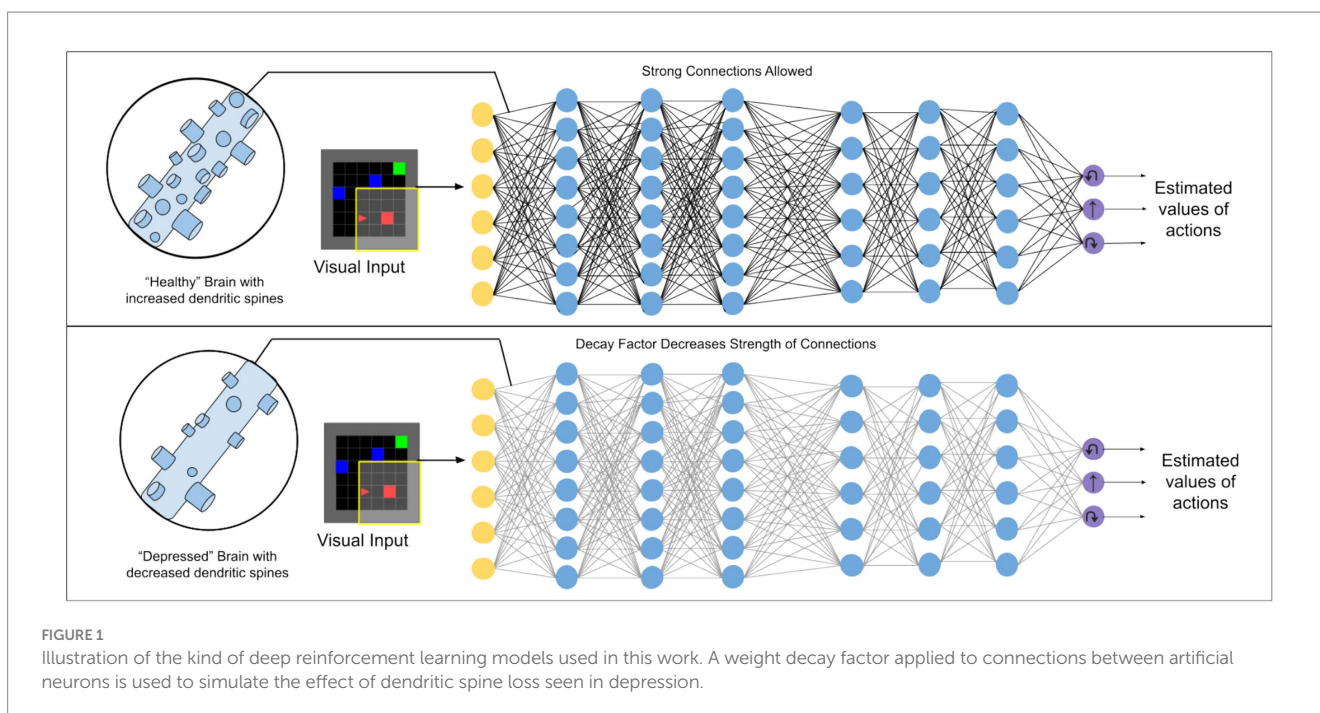 Strong Connections Allowed
Visual Input
"Healthy" Brain with
increased dendritic spines
Estimated
values of
actions
Decay Factor Decreases Strength of Connections
Visual Input
"Depressed" Brain with
decreased dendritic spines
Estimated
values of
actions
FIGURE 1
Illustration of the kind of deep reinforcement learning models used in this work. A weight decay factor applied to connections between artificial
neurons is used to simulate the effect of dendritic spine loss seen in depression.